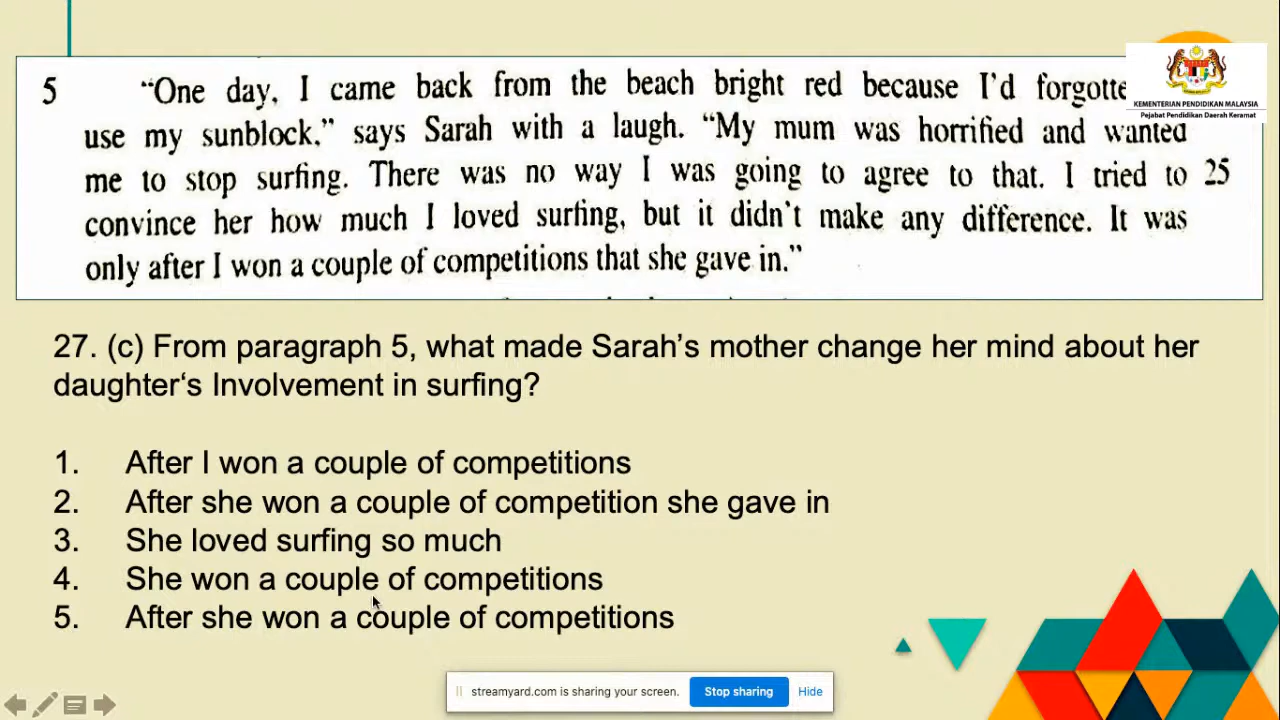 KEMENTERIAN PENDIDIKAN MALAYSIA
Pejabat Pendidikan Daerah Keramat
5 "One day, I came back from the beach bright red because I'd
use my sunblock." says Sarah with a laugh. "My mum was horrified and wanted
me to stop surfing. There was no way I was going to agree to that. I tried to 25
convince her how much I loved surfing, but it didn't make any difference. It was
only after I won a couple of competitions that she gave in."
27. (c) From paragraph 5, what made Sarah's mother change her mind about her
daughter‘s Involvement in surfing?
1. After I won a couple of competitions
2. After she won a couple of competition she gave in
3. She loved surfing so much
4. She won a couple of competitions
5. After she won a couple of competitions
streamyard.com is sharing your screen. Stop sharing Hide